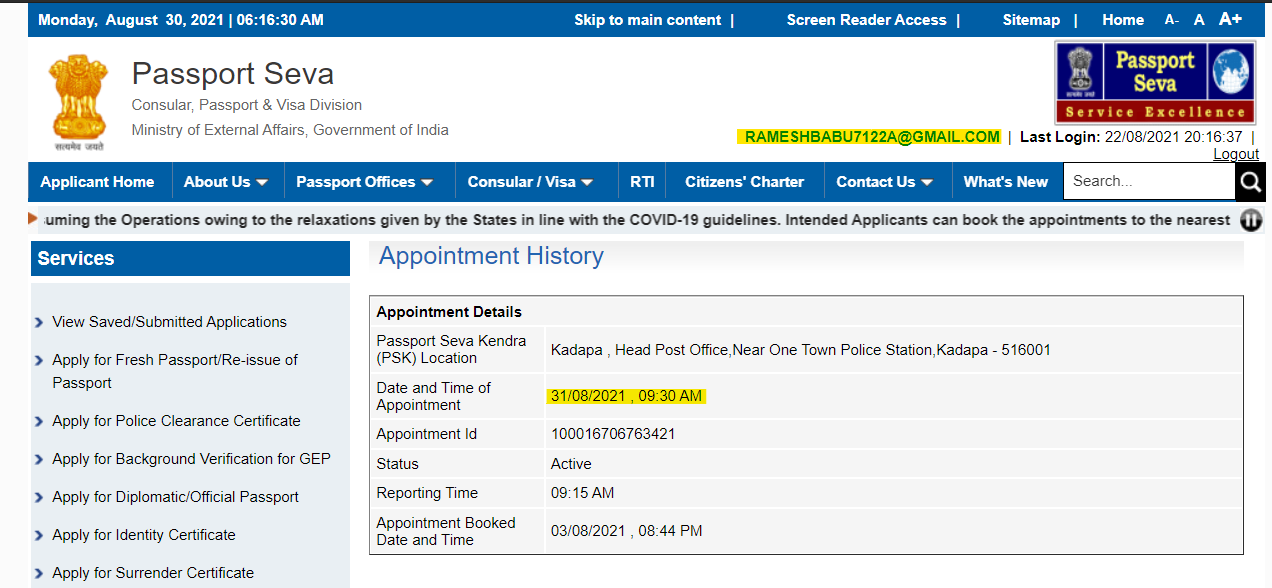 Monday, August 30, 2021 | 06:16:30 AM Skip to main content | Screen Reader Access | Sitemap | Home A- A A+
Passport Seva
Consular, Passport & Visa Division
Ministry of External Affairs, Government of India
सत्यमेव जयते
Passport
Seva
Service Excellence
RAMESHBABU7122A@GMAIL.COM | Last Login: 22/08/2021 20:16:37 |
Logout
Applicant Home About Us Passport Offices Consular / Visa RTI Citizens' Charter Contact Us What's New Search...
uming the Operations owing to the relaxations given by the States in line with the COVID-19 guidelines. Intended Applicants can book the appointments to the nearest
Services
View Saved/Submitted Applications
Apply for Fresh Passport/Re-issue of
Passport
Apply for Police Clearance Certificate
Apply for Background Verification for GEP
Apply for Diplomatic/Official Passport
Apply for Identity Certificate
Apply for Surrender Certificate
Appointment History
Appointment Details
Passport Seva Kendra
(PSK) Location
Kadapa , Head Post Office,Near One Town Police Station,Kadapa - 516001
Date and Time of
Appointment
31/08/2021 , 09:30 AM
Appointment Id 100016706763421
Status Active
Reporting Time 09:15 AM
Appointment Booked
Date and Time
03/08/2021 , 08:44 PM